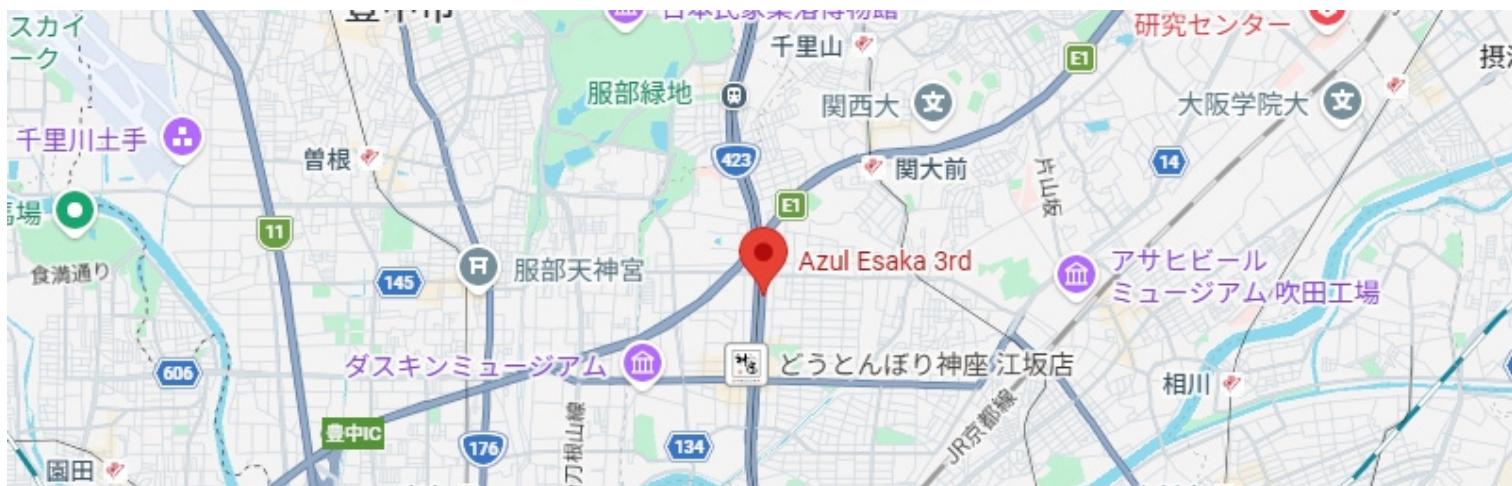 スカイ
ーク
日本民家集落博物館
千里山
研究センター
E1
服部緑地
関西大
大阪学院大
千里川土手
曽根
423
関大前
片山坂
14
E1
11
食満通り
145
服部天神宮
Azul Esaka 3rd
アサヒビール
ミュージアム 吹田工場
606
ダスキンミュージアム
どうとんぼり神座 江坂店
相川
豊中IC
176
134
JR京都線
園田